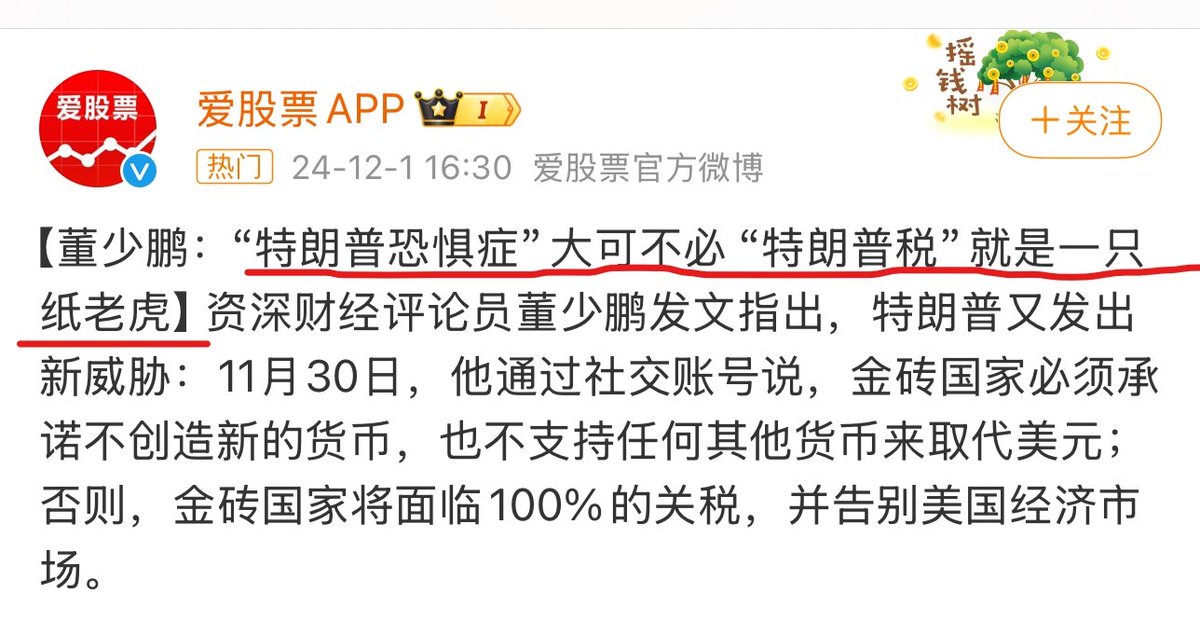 爱股票
爱股票APP I
摇钱树
+关注
热门 24-12-1 16:30 爱股票官方微博
【董少鹏：“特朗普恐惧症”大可不必 “特朗普税”就是一只
纸老虎】资深财经评论员董少鹏发文指出，特朗普又发出
新威胁：11月30日，他通过社交账号说，金砖国家必须承
诺不创造新的货币，也不支持任何其他货币来取代美元；
否则，金砖国家将面临100%的关税，并告别美国经济市
场。